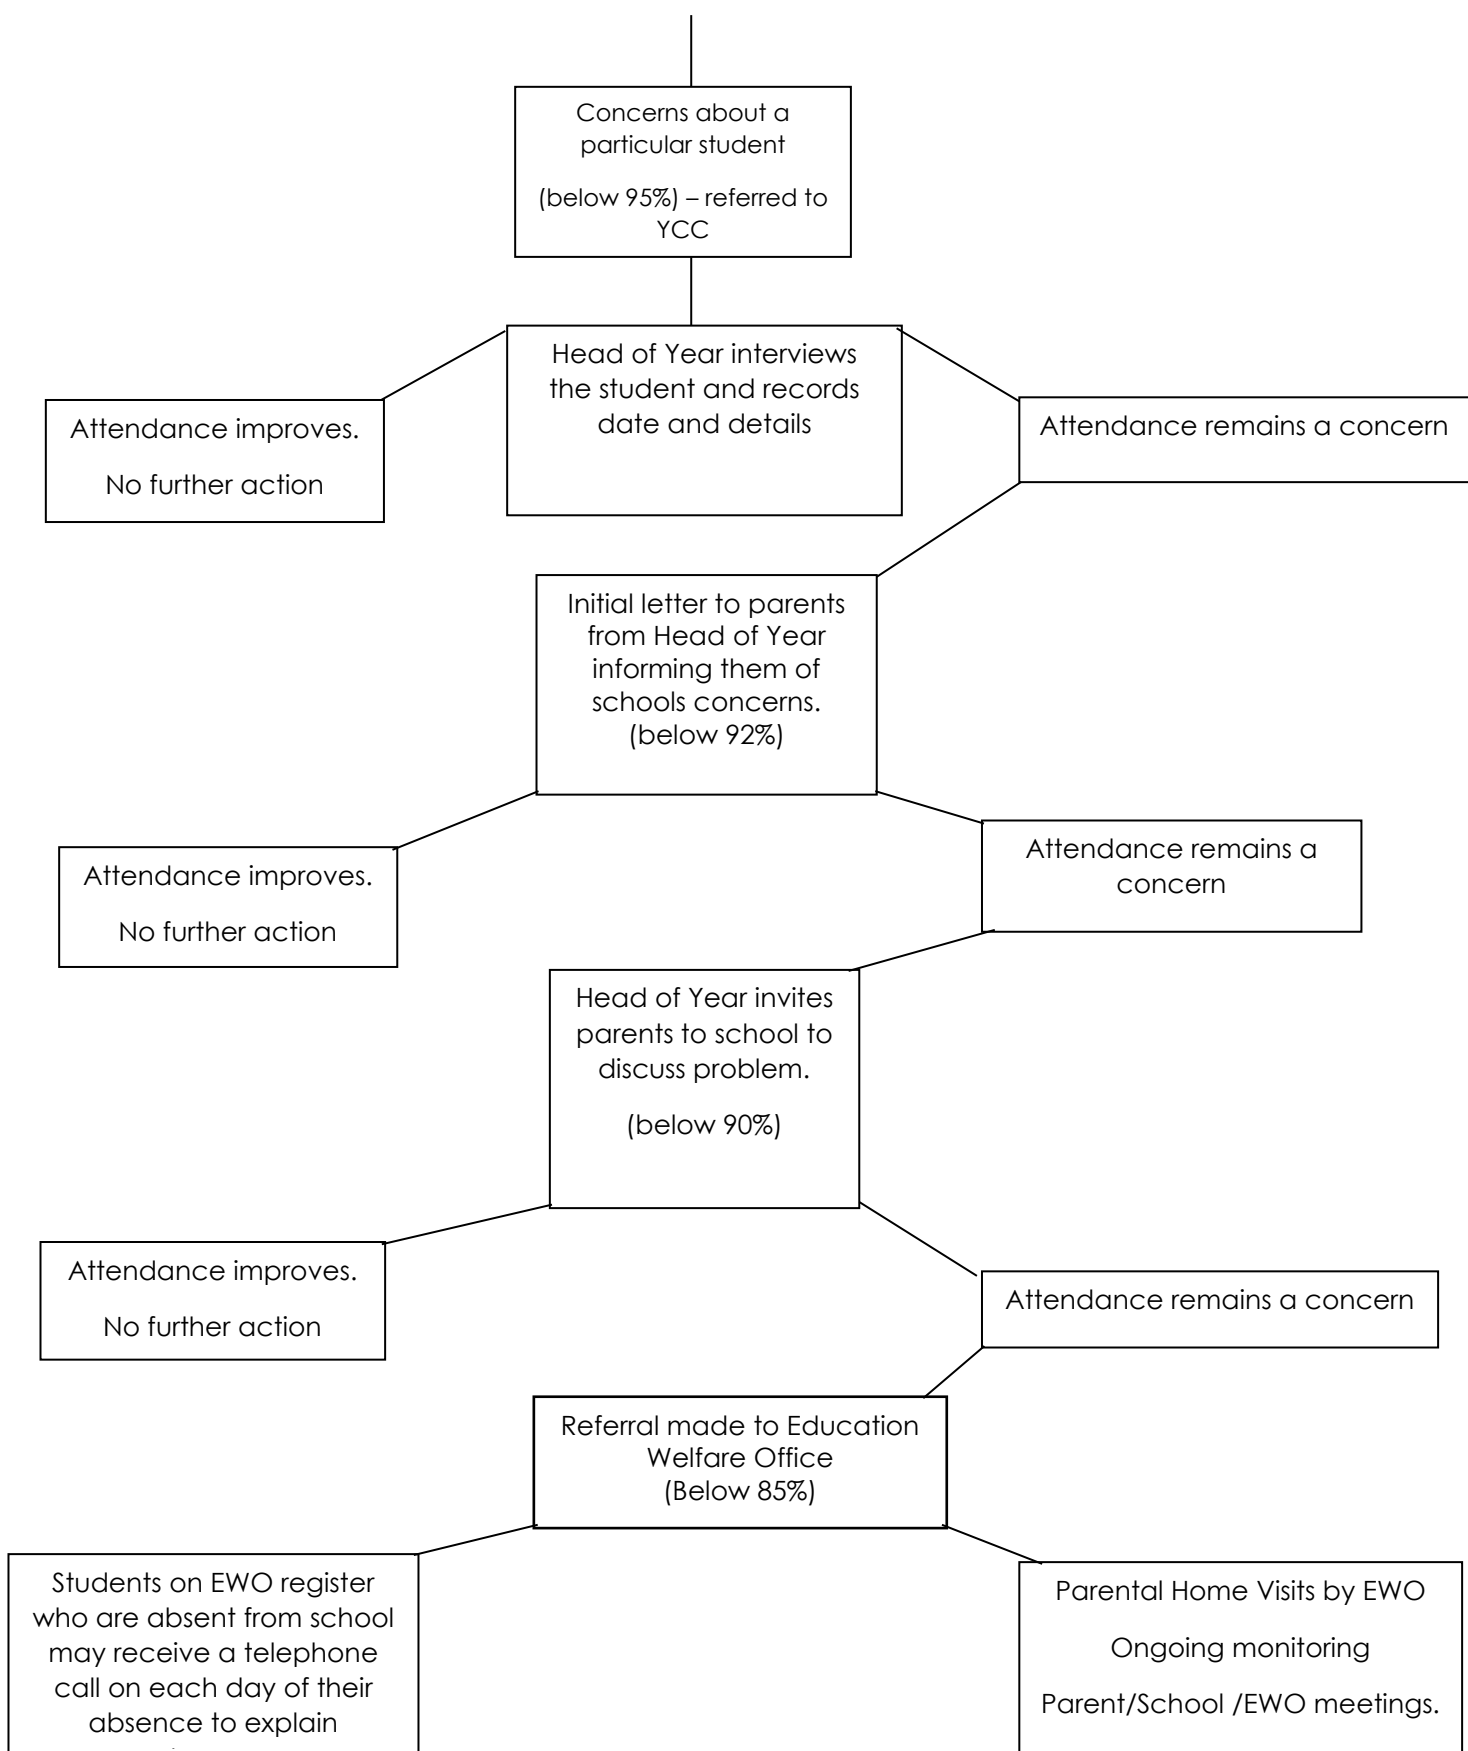 Concerns about a
particular student
(below 95%) – referred to
YCC
Head of Year interviews
the student and records
date and details
Attendance improves.
No further action
Attendance remains a concern
Initial letter to parents
from Head of Year
informing them of
schools concerns.
(below 92%)
Attendance improves.
No further action
Attendance remains a
concern
Head of Year invites
parents to school to
discuss problem.
(below 90%)
Attendance improves.
No further action
Attendance remains a concern
Referral made to Education
Welfare Office
(Below 85%)
Students on EWO register
who are absent from school
may receive a telephone
call on each day of their
absence to explain
Parental Home Visits by EWO
Ongoing monitoring
Parent/School /EWO meetings.